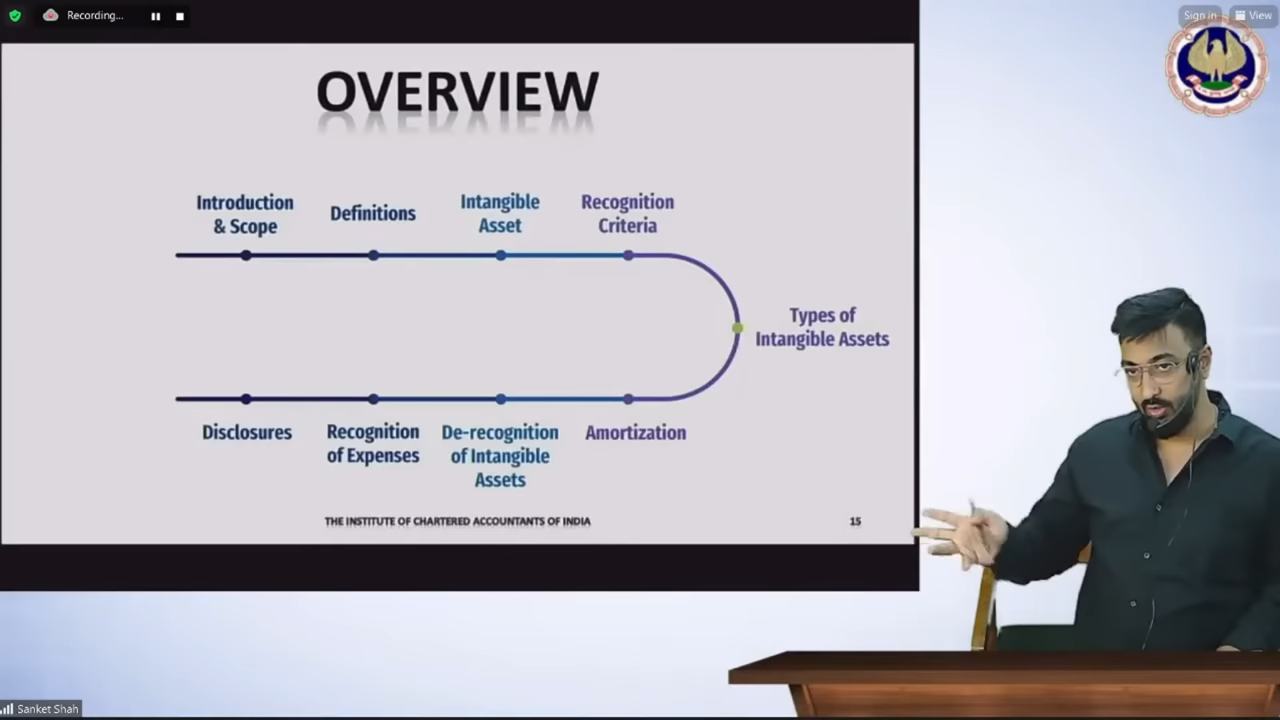 Recording...
Sign in
View
OVERVIEW
Introduction
& Scope
Definitions
Intangible
Asset
Recognition
Criteria
Types of
Intangible Assets
Disclosures
Recognition
of Expenses
De-recognition
of Intangible
Assets
Amortization
THE INSTITUTE OF CHARTERED ACCOUNTANTS OF INDIA
15
Sanket Shah